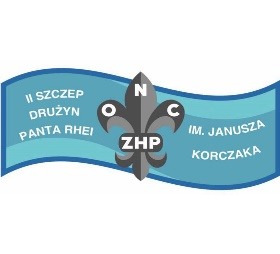 II SZCZEP
DRUŻYN
PANTA RHEI
O N C
ZHP
IM. JANUSZA
KORCZAKA